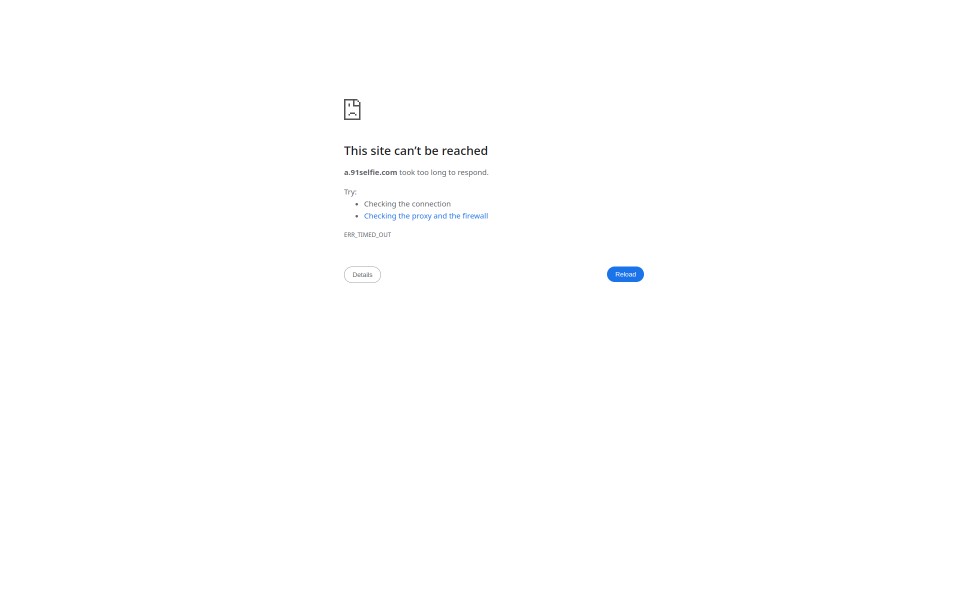 This site can’t be reached
a.91selfie.com took too long to respond.
Try:
Checking the connection
Checking the proxy and the firewall
ERR_TIMED_OUT
Details
Reload